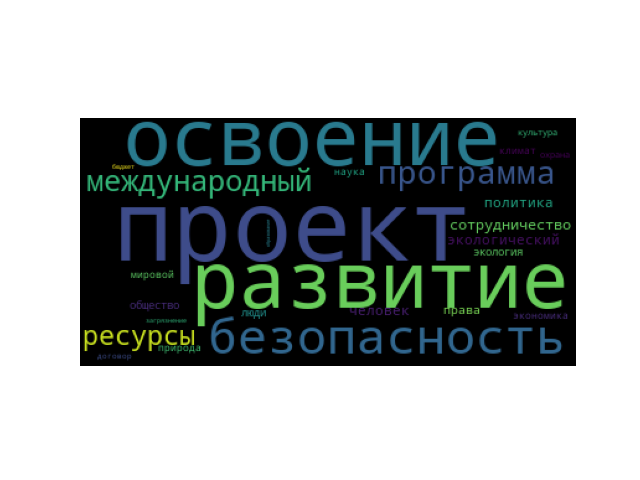 освоение
культура
климат
охрана
бюджет
наука
программа
международный
политика
проект
сотрудничество
экологический
экология
развитие
мировой
общество
люди
человек
права
экономика
загрязнение
ресурсы
безопасность
природа
договор